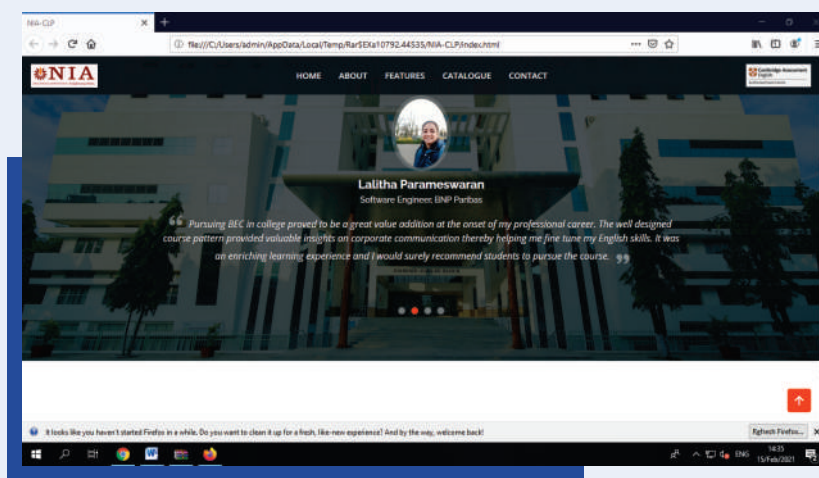 NIA-CLP
file:///C:/Users/admin/AppData/Local/Temp/Rar$EXa10792.44535/NIA-CLP/index.html
NIA
HOME ABOUT FEATURES CATALOGUE CONTACT
Cambridge Assessment
English
Lalitha Parameswaran
Software Engineer, BNP Paribas
“ Pursuing BEC in college proved to be a great value addition at the onset of my professional career. The well designed
course pattern provided valuable insights on corporate communication thereby helping me fine tune my English skills. It was
an enriching learning experience and I would surely recommend students to pursue the course. ”
It looks like you haven't started Firefox in a while. Do you want to clean it up for a fresh, like-new experience? And by the way, welcome back!
Refresh Firefox...
ENG
14:35
15/Feb/2021